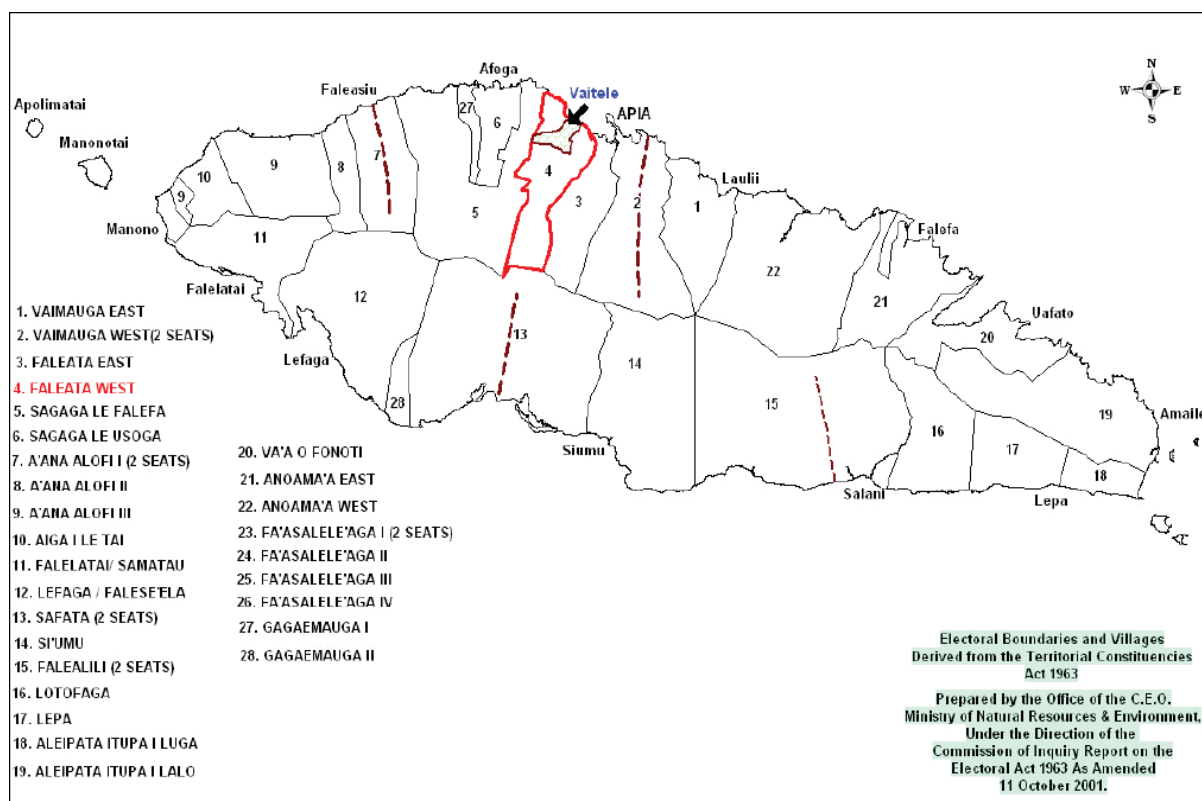 Afega
Faleasiu
Vaitele
N
W E
S
Apolimatai
APIA
Manonotai
27
6
9
8
7
4
10
Laulii
9
5
3
2
1
Manono
11
Falefa
22
Falelatai
12
21
Uafato
1. VAIMAUGA EAST
2. VAIMAUGA WEST(2 SEATS)
13
20
Lefaga
14
3. FALEATA EAST
4. FALEATA WEST
28
15
19
Amaile
5. SAGAGA LE FALEFA
16
6. SAGAGA LE USOGA
Siumu
17
7. A'ANA ALOFI I (2 SEATS)
18
8. A'ANA ALOFI II
Salani
Lepa
9. A'ANA ALOFI III
10. AIGA I LE TAI
11. FALELATAI/ SAMATAU
12. LEFAGA / FALESE'ELA
13. SAFATA (2 SEATS)
14. SI'UMU
15. FALEALILI (2 SEATS)
16. LOTOFAGA
17. LEPA
18. ALEIPATA ITUPA I LUGA
19. ALEIPATA ITUPA I LALO
20. VA'A O FONOTI
21. ANOAMA'A EAST
22. ANOAMA'A WEST
23. FA'ASALELE'AGA I (2 SEATS)
24. FA'ASALELE'AGA II
25. FA'ASALELE'AGA III
26. FA'ASALELE'AGA IV
27. GAGAEMAUGA I
28. GAGAEMAUGA II
Electoral Boundaries and Villages
Derived from the Territorial Constituencies
Act 1963
Prepared by the Office of the C.E.O.
Ministry of Natural Resources & Environment,
Under the Direction of the
Commission of Inquiry Report on the
Electoral Act 1963 As Amended
11 October 2001.